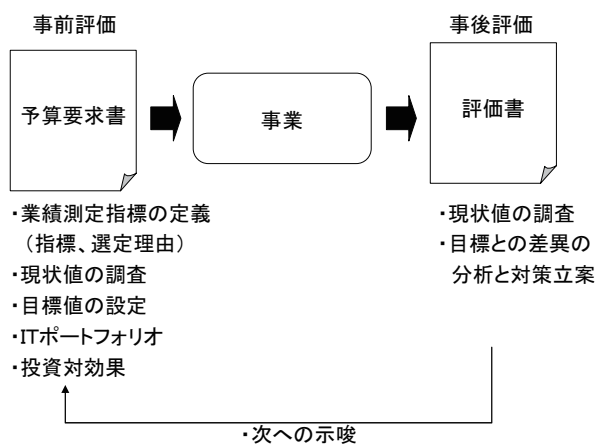 事前評価
事後評価
予算要求書
事業
評価書
・業績測定指標の定義
（指標、選定理由）
・現状値の調査
・目標値の設定
・ITポートフォリオ
・投資対効果
・現状値の調査
・目標との差異の
分析と対策立案
・次への示唆